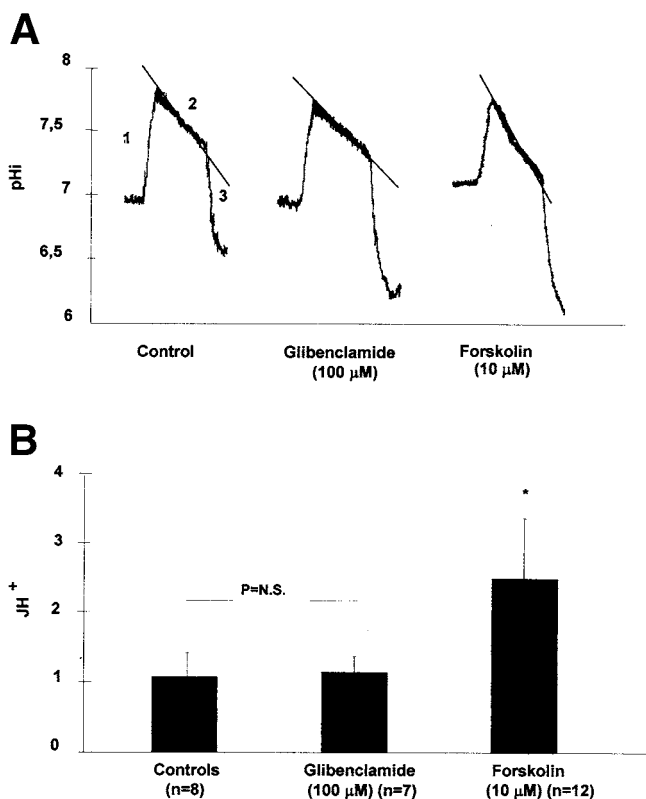 A
8
7,5
7
6,5
6
pHi
1
2
3
Control
Glibenclamide
(100 µM)
Forskolin
(10 µM)
B
4
3
2
1
0
JH+
P=N.S.
*
Controls
(n=8)
Glibenclamide
(100 µM) (n=7)
Forskolin
(10 µM) (n=12)